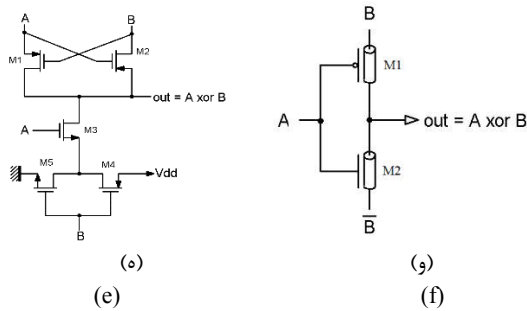 A B
M1 M2
out = A xor B
A M3
M5 M4
Vdd
B
(ه)
(e)
B
M1
A
out = A xor B
M2
B̅
(و)
(f)